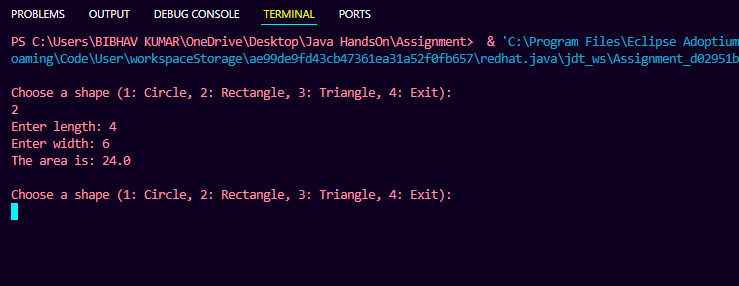 PROBLEMS OUTPUT DEBUG CONSOLE TERMINAL PORTS
PS C:\Users\BIBHAV KUMAR\OneDrive\Desktop\Java HandsOn\Assignment>  & 'C:\Program Files\Eclipse Adoptium
oaming\Code\User\workspaceStorage\ae99de9fd43cb47361ea31a52f0fb657\redhat.java\jdt_ws\Assignment_d02951b
Choose a shape (1: Circle, 2: Rectangle, 3: Triangle, 4: Exit):
2
Enter length: 4
Enter width: 6
The area is: 24.0
Choose a shape (1: Circle, 2: Rectangle, 3: Triangle, 4: Exit):